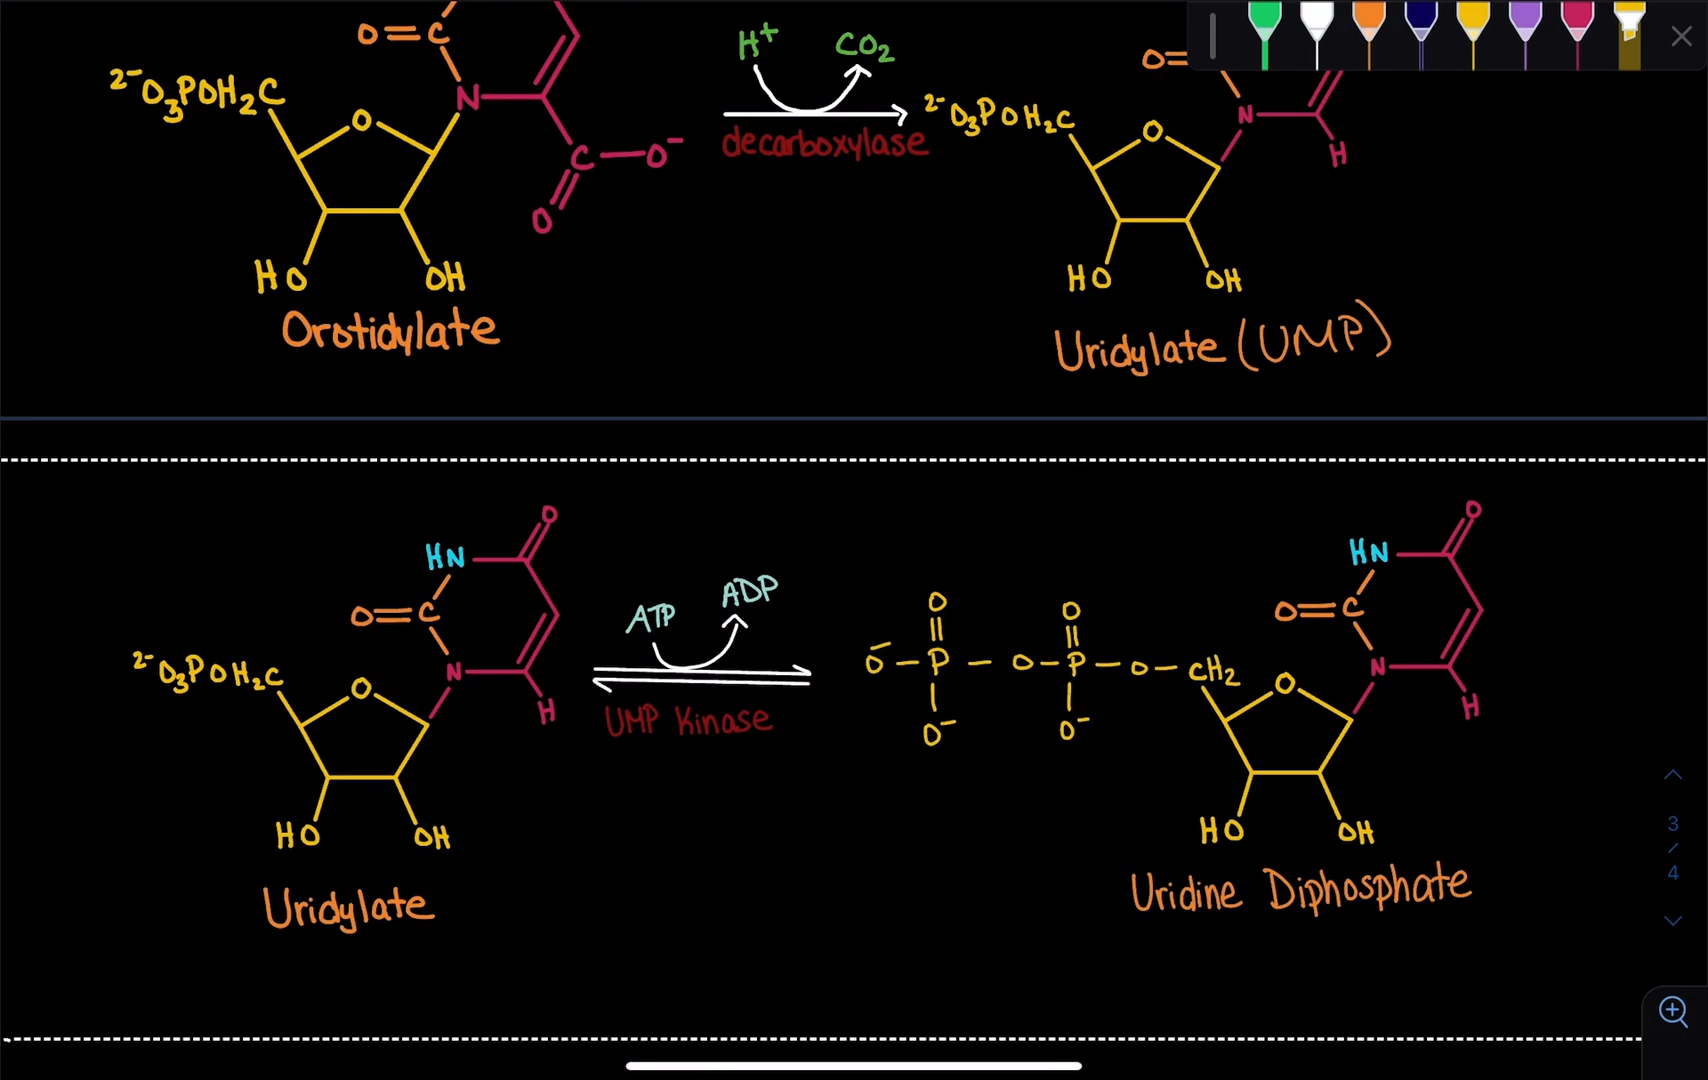 O=C
N
²⁻O₃POH₂C
O
C—O⁻
O
HO
OH
Orotidylate
H⁺
CO₂
decarboxylase
O=
N
²⁻O₃POH₂C
O
H
HO
OH
Uridylate (UMP)
O
HN
O=C
N
²⁻O₃POH₂C
O
H
HO
OH
Uridylate
ATP
ADP
UMP Kinase
O
O
O⁻–P–O–P–O–CH₂
O⁻
O⁻
O
HN
O=C
N
O
H
HO
OH
Uridine Diphosphate
3
/
4